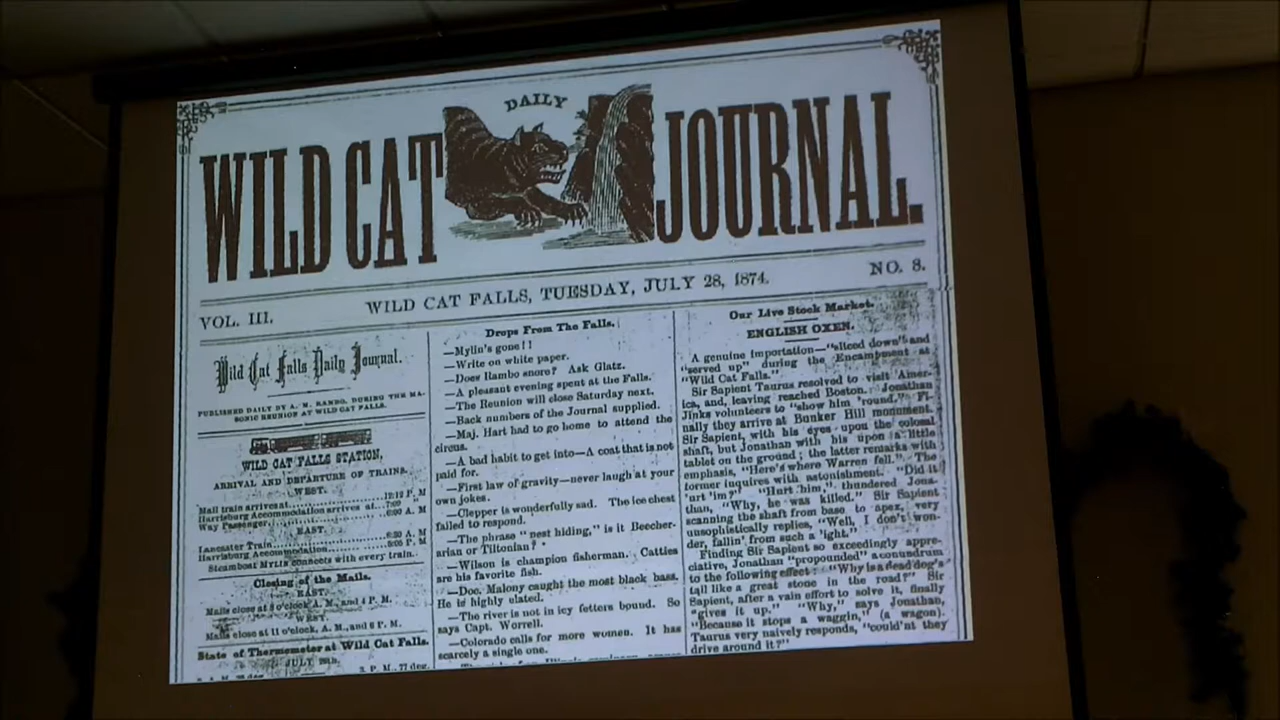 DAILY
WILD CAT JOURNAL.
VOL. III.
WILD CAT FALLS, TUESDAY, JULY 28, 1874.
NO. 8.
Wild Cat Falls Daily Journal.
PUBLISHED DAILY BY A. M. RAMBO, DURING THE MA-
SONIC REUNION AT WILD CAT FALLS.
WILD CAT FALLS STATION,
ARRIVAL AND DEPARTURE OF TRAINS.
WEST.
Mail train arrives at 12:12 P. M
Harrisburg Accommodation arrives at
Way Passenger 6:00 A. M
EAST.
Lancaster Train 6:30 A. M
Harrisburg Accommodation 5:05 P. M
Steamboat MYLIN connects with every train.
Closing of the Mails.
EAST.
Mails close at 8 o'clock A. M., and 4 P. M.
WEST.
Mails close at 11 o'clock, A. M., and 6 P. M.
State of Thermometer at Wild Cat Falls.
JULY
3 P. M., 77 deg.
Drops From The Falls.
—Mylin's gone!!
—Write on white paper.
—Does Rambo snore? Ask Glatz.
—A pleasant evening spent at the Falls.
—The Reunion will close Saturday next.
—Back numbers of the Journal supplied.
—Maj. Hart had to go home to attend the
circus.
—A bad habit to get into—A coat that is not
paid for.
—First law of gravity—never laugh at your
own jokes.
—Clepper is wonderfully sad. The ice chest
failed to respond.
—The phrase "nest hiding," is it Beecher-
arian or Tiltonian?
—Wilson is champion fisherman. Catties
are his favorite fish.
—Doc. Malony caught the most black bass.
He is highly elated.
—The river is not in icy fetters bound. So
says Capt. Worrell.
—Colorado calls for more women. It has
scarcely a single one.
Our Live Stock Market.
ENGLISH OXEN.
A genuine importation—"sliced down" and
"served up" during the Encampment at
"Wild Cat Falls."
Sir Sapient Taurus resolved to visit Amer-
ica, and, leaving reached Boston. Jonathan
Jinks volunteers to "show him 'round." Fi-
nally they arrive at Bunker Hill monument.
Sir Sapient, with his eyes upon the colossal
shaft, but Jonathan with his upon a little
tablet on the ground; the latter remarks with
emphasis, "Here's where Warren fell." The
former inquires with astonishment. "Did it
'urt 'im?" "Hurt him," thundered Jona-
than, "Why, he was killed." Sir Sapient
scanning the shaft from base to apex, very
unsophistically replies, "Well, I don't won-
der, fallin' from such a 'ight."
Finding Sir Sapient so exceedingly appre-
ciative, Jonathan "propounded" a conundrum
to the following effect: "Why is a dead dog's
tail like a great stone in the road?" Sir
Sapient, after a vain effort to solve it, finally
"gives it up." "Why," says Jonathan,
"Because it stops a waggin," (a wagon).
Taurus very naively responds, "could'nt they
drive around it?"